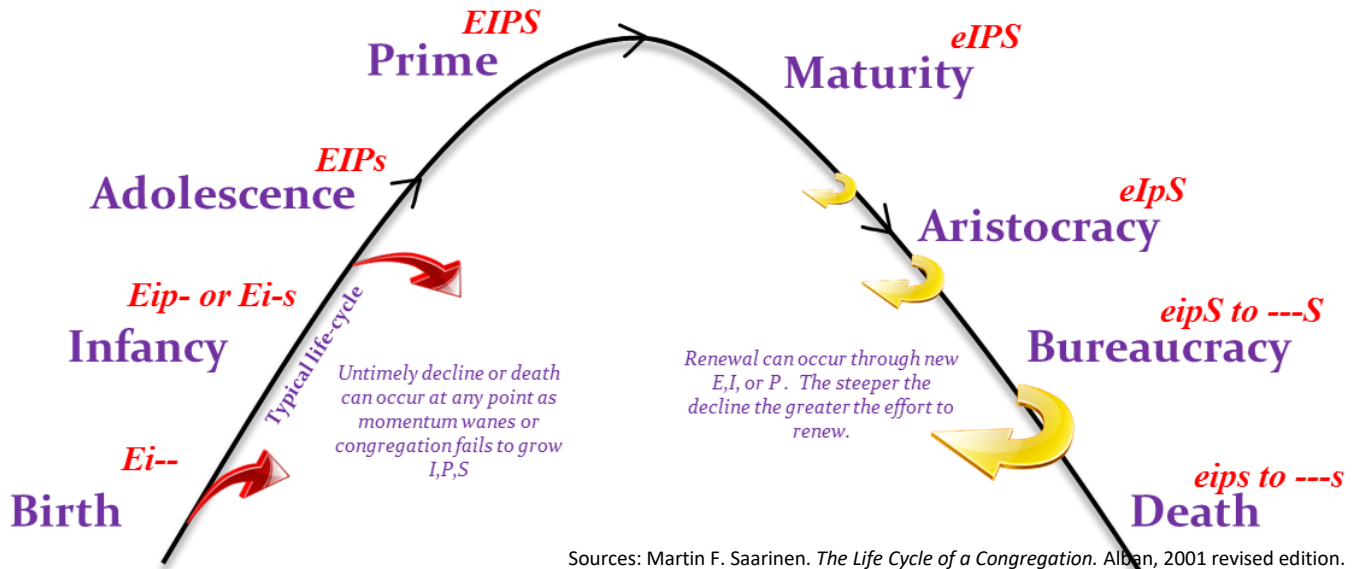 EIPS
Prime
eIPS
Maturity
EIPs
Adolescence
eIpS
Aristocracy
Eip- or Ei-s
Infancy
Typical life-cycle
eipS to ---S
Bureaucracy
Untimely decline or death
can occur at any point as
momentum wanes or
congregation fails to grow
I,P,S
Renewal can occur through new
E,I, or P . The steeper the
decline the greater the effort to
renew.
Ei--
Birth
eips to ---s
Death
Sources: Martin F. Saarinen. The Life Cycle of a Congregation. Alban, 2001 revised edition.